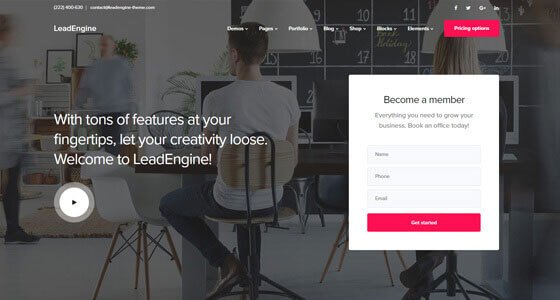 (222) 400-630 | contact@leadengine-theme.com
LeadEngine
Demos Pages Portfolio Blog Shop Blocks Elements Pricing options
With tons of features at your
fingertips, let your creativity loose.
Welcome to LeadEngine!
Become a member
Everything you need to grow your
business. Book an office today!
Name
Phone
Email
Get started